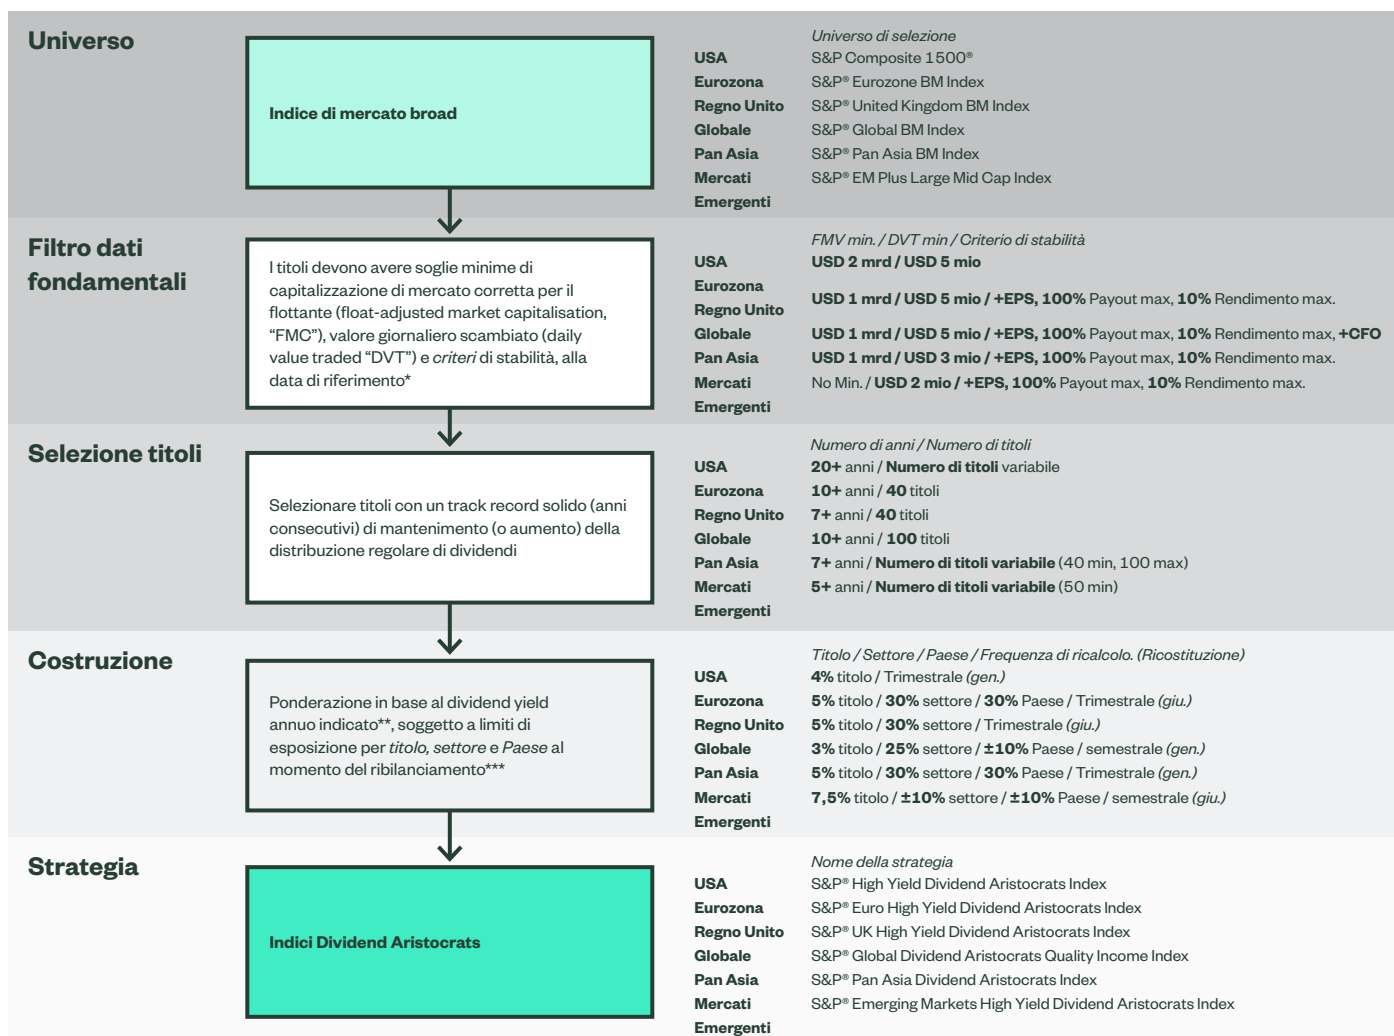 Universo
Indice di mercato broad
Universo di selezione
USA S&P Composite 1500®
Eurozona S&P® Eurozone BM Index
Regno Unito S&P® United Kingdom BM Index
Globale S&P® Global BM Index
Pan Asia S&P® Pan Asia BM Index
Mercati S&P® EM Plus Large Mid Cap Index
Emergenti
Filtro dati
fondamentali
I titoli devono avere soglie minime di
capitalizzazione di mercato corretta per il
flottante (float-adjusted market capitalisation,
“FMC”), valore giornaliero scambiato (daily
value traded “DVT”) e criteri di stabilità, alla
data di riferimento*
FMV min. / DVT min / Criterio di stabilità
USA USD 2 mrd / USD 5 mio
Eurozona
Regno Unito USD 1 mrd / USD 5 mio / +EPS, 100% Payout max, 10% Rendimento max.
Globale USD 1 mrd / USD 5 mio / +EPS, 100% Payout max, 10% Rendimento max, +CFO
Pan Asia USD 1 mrd / USD 3 mio / +EPS, 100% Payout max, 10% Rendimento max.
Mercati No Min. / USD 2 mio / +EPS, 100% Payout max, 10% Rendimento max.
Emergenti
Selezione titoli
Selezionare titoli con un track record solido (anni
consecutivi) di mantenimento (o aumento) della
distribuzione regolare di dividendi
Numero di anni / Numero di titoli
USA 20+ anni / Numero di titoli variabile
Eurozona 10+ anni / 40 titoli
Regno Unito 7+ anni / 40 titoli
Globale 10+ anni / 100 titoli
Pan Asia 7+ anni / Numero di titoli variabile (40 min, 100 max)
Mercati 5+ anni / Numero di titoli variabile (50 min)
Emergenti
Costruzione
Ponderazione in base al dividend yield
annuo indicato**, soggetto a limiti di
esposizione per titolo, settore e Paese al
momento del ribilanciamento***
Titolo / Settore / Paese / Frequenza di ricalcolo. (Ricostituzione)
USA 4% titolo / Trimestrale (gen.)
Eurozona 5% titolo / 30% settore / 30% Paese / Trimestrale (giu.)
Regno Unito 5% titolo / 30% settore / Trimestrale (giu.)
Globale 3% titolo / 25% settore / ±10% Paese / semestrale (gen.)
Pan Asia 5% titolo / 30% settore / 30% Paese / Trimestrale (gen.)
Mercati 7,5% titolo / ±10% settore / ±10% Paese / semestrale (giu.)
Emergenti
Strategia
Indici Dividend Aristocrats
Nome della strategia
USA S&P® High Yield Dividend Aristocrats Index
Eurozona S&P® Euro High Yield Dividend Aristocrats Index
Regno Unito S&P® UK High Yield Dividend Aristocrats Index
Globale S&P® Global Dividend Aristocrats Quality Income Index
Pan Asia S&P® Pan Asia Dividend Aristocrats Index
Mercati S&P® Emerging Markets High Yield Dividend Aristocrats Index
Emergenti